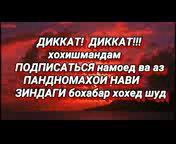 ДИККАТ! ДИККАТ!!!
хохишмандам
ПОДПИСАТЬСЯ намоед ва аз
ПАНДНОМАХОИ НАВИ
ЗИНДАГИ бохабар хохед шуд